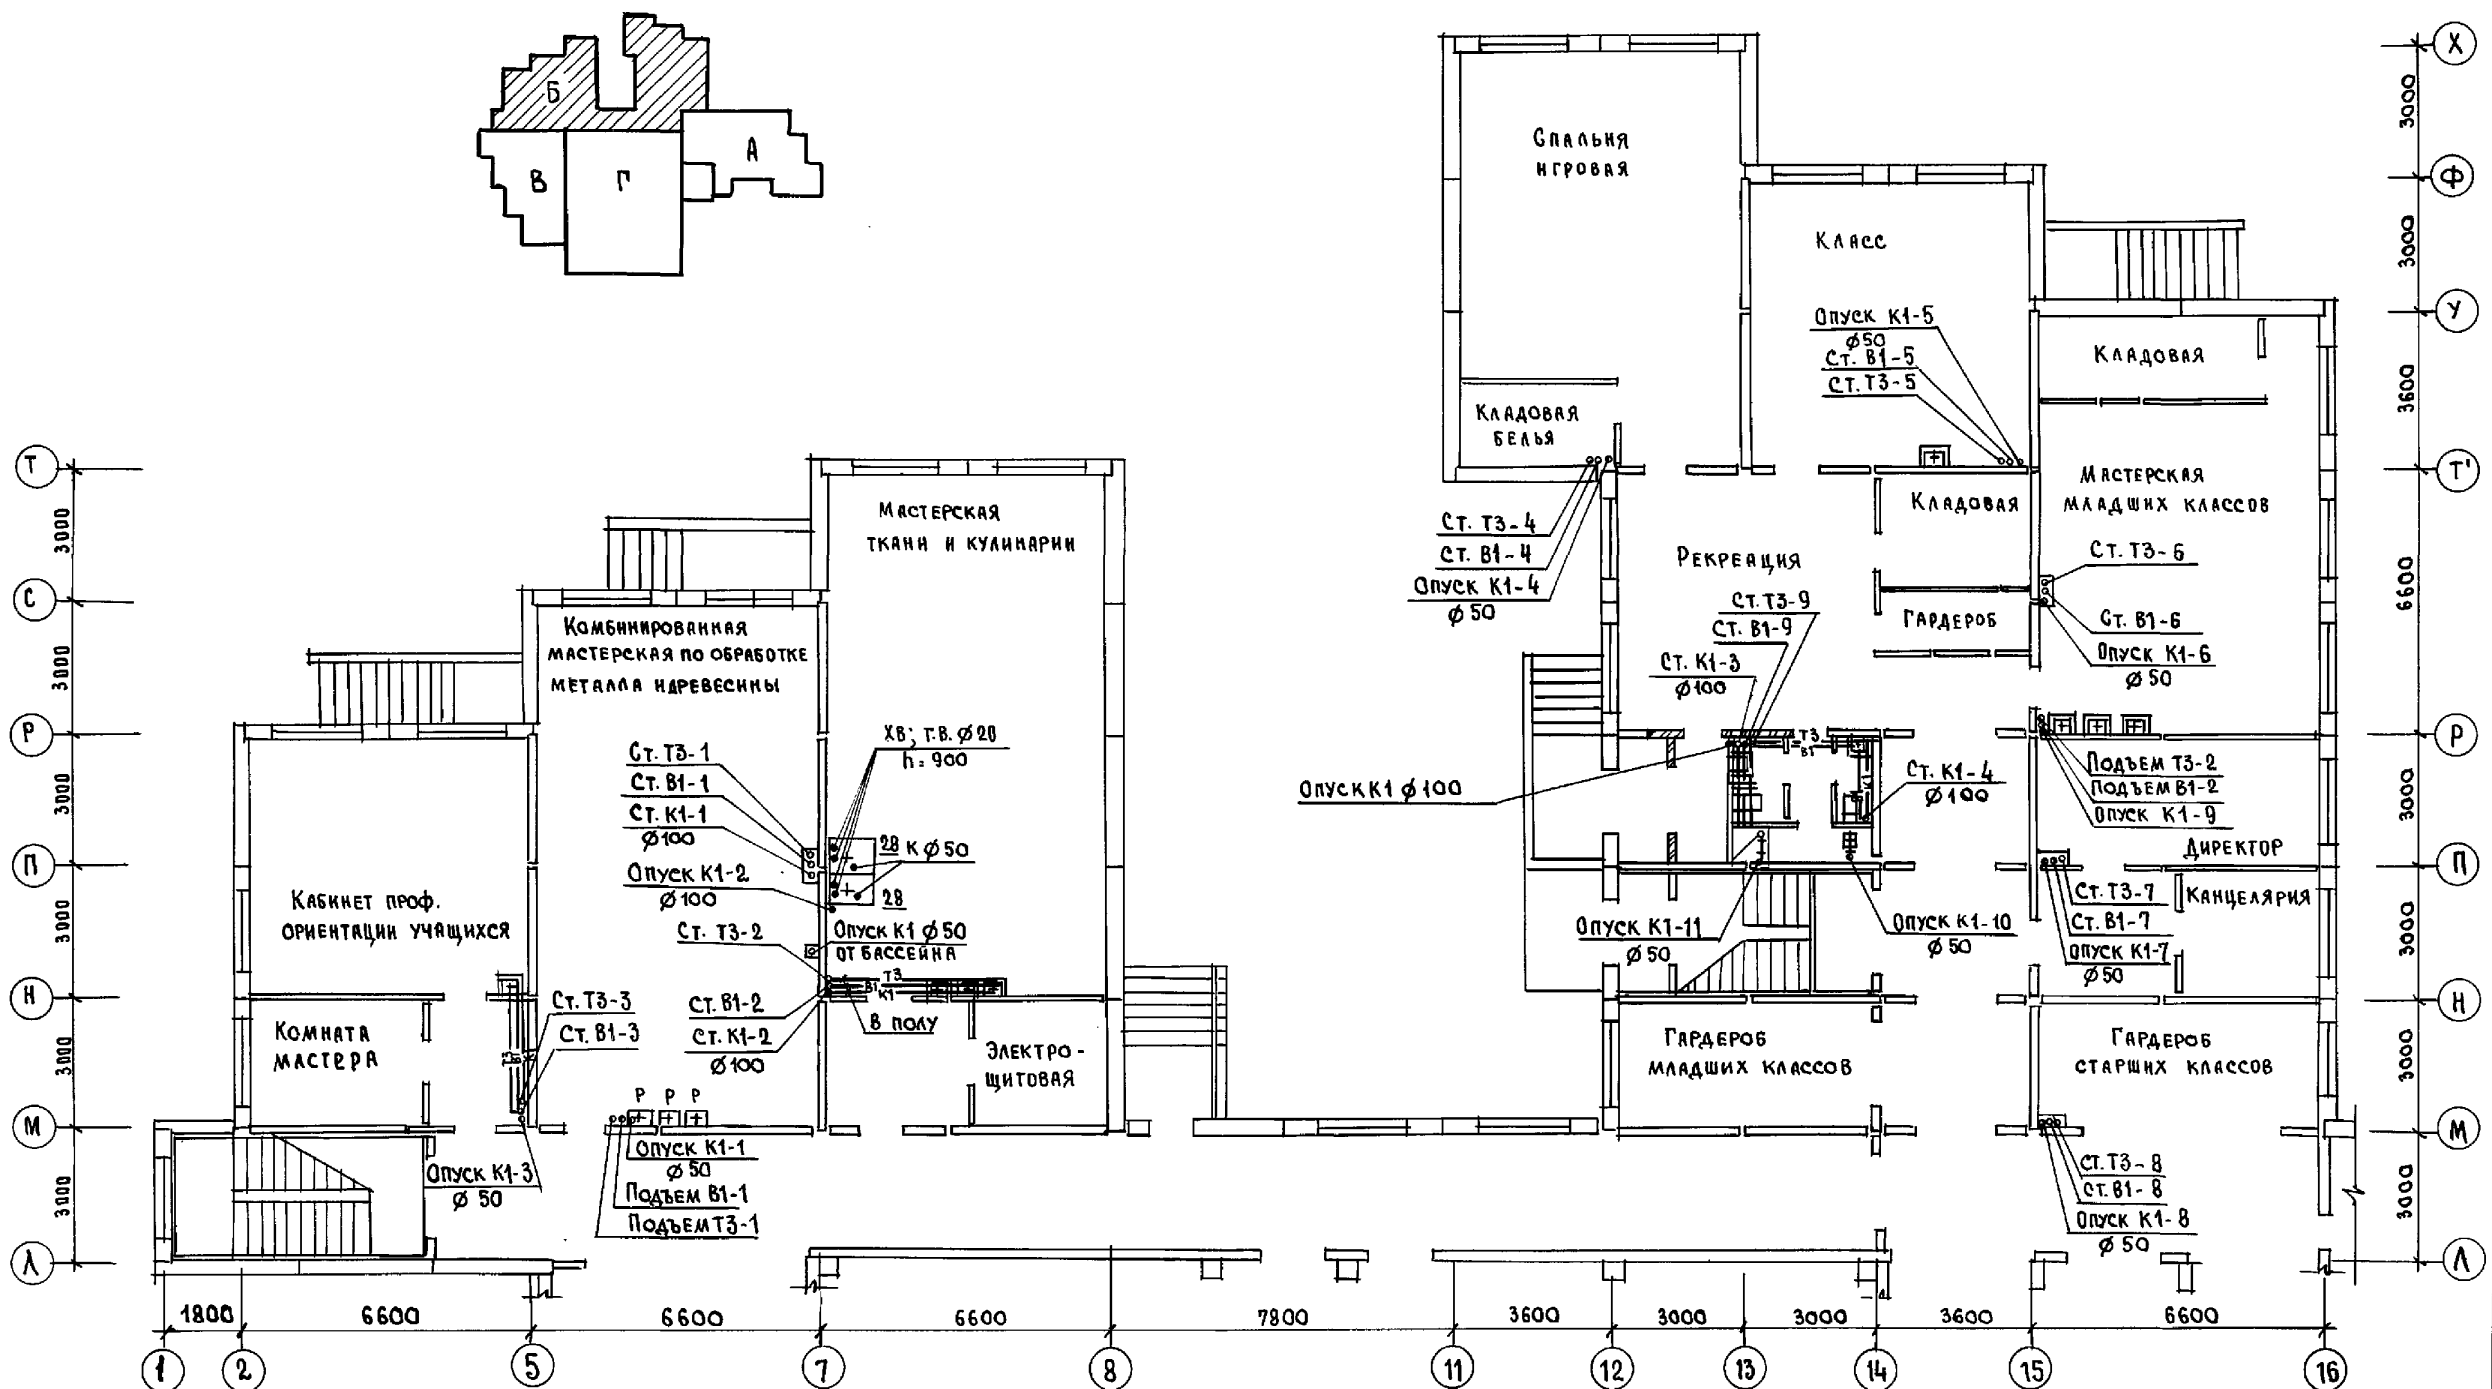 Б
В
Г
А
Х
Ф
У
Т'
Р
П
Н
М
Л
3000
3000
3600
6600
3000
3000
3000
3000
Т
С
Р
П
Н
М
Л
3000
3000
3000
3000
3000
3000
Спальня
игровая
Класс
Опуск К1-5
Ø50
Ст. В1-5
Ст. Т3-5
Кладовая
Кладовая
белья
Мастерская
младших классов
Кладовая
Ст. Т3-4
Ст. В1-4
Опуск К1-4
Ø50
Рекреация
Ст. Т3-6
Ст. В1-6
Опуск К1-6
Ø50
Гардероб
Ст. Т3-9
Ст. В1-9
Ст. К1-3
Ø100
Мастерская
ткани и кулинарии
Комбинированная
мастерская по обработке
металла и древесины
ХВ; Г.В. Ø20
h=900
Ст. Т3-1
Ст. В1-1
Ст. К1-1
Ø100
28 К Ø50
Опуск К1-2
Ø100
28
Ст. Т3-2
Опуск К1 Ø50
от бассейна
Т3
В1
К1
Ст. В1-2
В полу
Ст. К1-2
Ø100
Кабинет проф.
ориентации учащихся
Ст. Т3-3
Ст. В1-3
Т3
В1
Комната
мастера
Электро-
щитовая
Р Р Р
Опуск К1-1
Ø50
Опуск К1-3
Ø50
Подъем В1-1
Подъем Т3-1
Т3
В1
К1
Опуск К1 Ø100
Ст. К1-4
Ø100
Подъем Т3-2
Подъем В1-2
Опуск К1-9
Директор
Канцелярия
Ст. Т3-7
Ст. В1-7
Опуск К1-7
Ø50
Опуск К1-11
Ø50
Опуск К1-10
Ø50
Гардероб
младших классов
Гардероб
старших классов
Ст. Т3-8
Ст. В1-8
Опуск К1-8
Ø50
1800 6600 6600 6600 7800 3600 3000 3000 3600 6600
1 2 5 7 8 11 12 13 14 15 16